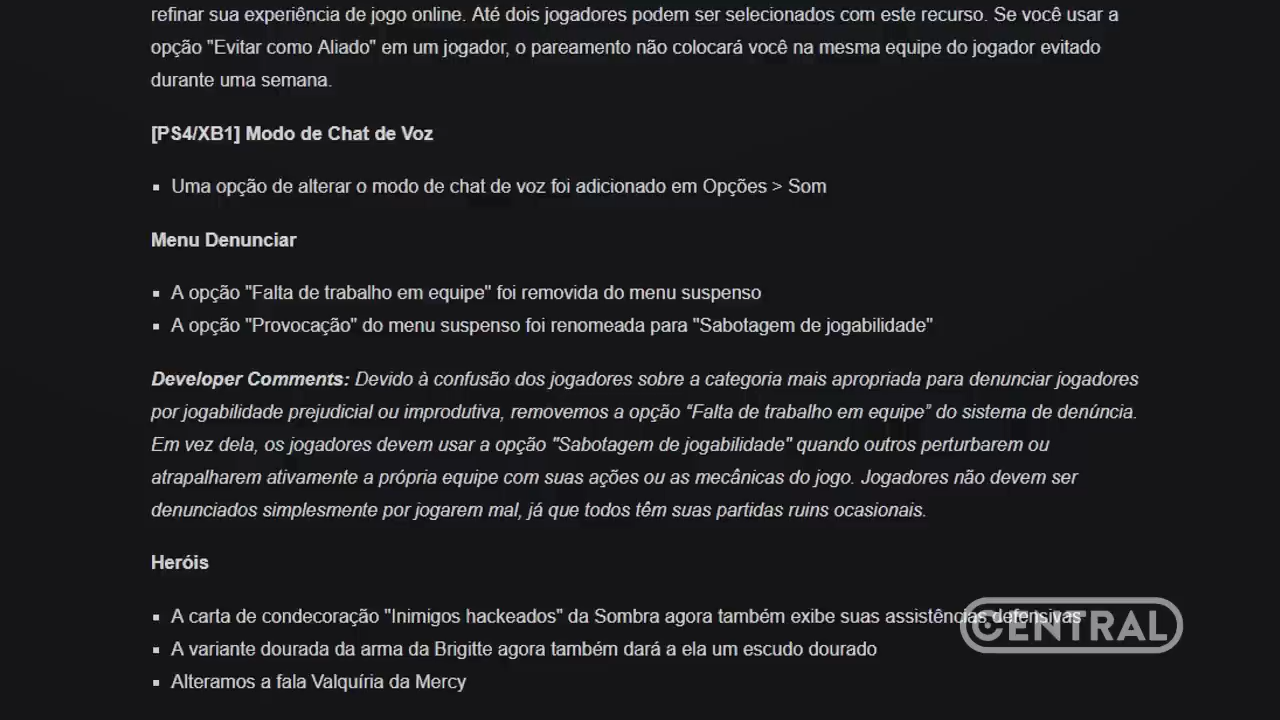 refinar sua experiência de jogo online. Até dois jogadores podem ser selecionados com este recurso. Se você usar a
opção "Evitar como Aliado" em um jogador, o pareamento não colocará você na mesma equipe do jogador evitado
durante uma semana.
[PS4/XB1] Modo de Chat de Voz
▪ Uma opção de alterar o modo de chat de voz foi adicionado em Opções > Som
Menu Denunciar
▪ A opção "Falta de trabalho em equipe" foi removida do menu suspenso
▪ A opção "Provocação" do menu suspenso foi renomeada para "Sabotagem de jogabilidade"
Developer Comments: Devido à confusão dos jogadores sobre a categoria mais apropriada para denunciar jogadores
por jogabilidade prejudicial ou improdutiva, removemos a opção “Falta de trabalho em equipe” do sistema de denúncia.
Em vez dela, os jogadores devem usar a opção "Sabotagem de jogabilidade" quando outros perturbarem ou
atrapalharem ativamente a própria equipe com suas ações ou as mecânicas do jogo. Jogadores não devem ser
denunciados simplesmente por jogarem mal, já que todos têm suas partidas ruins ocasionais.
Heróis
▪ A carta de condecoração "Inimigos hackeados" da Sombra agora também exibe suas assistências defensivas
CENTRAL
▪ A variante dourada da arma da Brigitte agora também dará a ela um escudo dourado
▪ Alteramos a fala Valquíria da Mercy